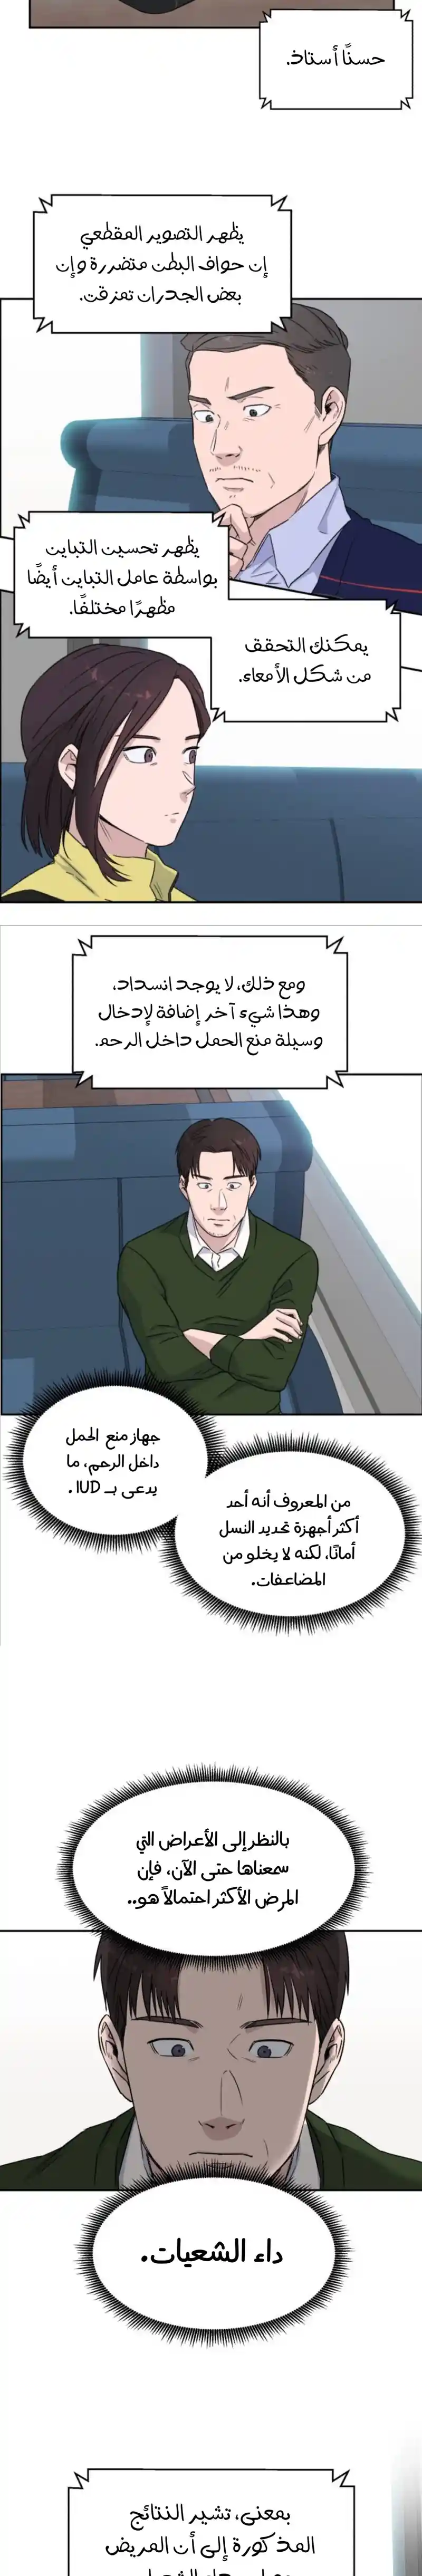 حسنًا أستاذ.
يظهر التصوير المقطعي
إن حواف البطن متضررة وإن
بعض الجدران تمزقت.
يظهر تحسين التباين
بواسطة عامل التباين أيضًا
مظهرًا مختلفًا.
يمكنك التحقق
من شكل الأمعاء.
ومع ذلك، لا يوجد انسداد،
وهذا شيء آخر إضافة لإدخال
وسيلة منع الحمل داخل الرحم.
جهاز منع الحمل
داخل الرحم، ما
يدعى بـ IUD.
من المعروف أنه أحد
أكثر أجهزة تحديد النسل
أمانًا، لكنه لا يخلو من
المضاعفات.
بالنظر إلى الأعراض التي
سمعناها حتى الآن، فإن
المرض الأكثر احتمالاً هو..
داء الشعيات.
بمعنى، تشير النتائج
المذكورة إلى أن المريض